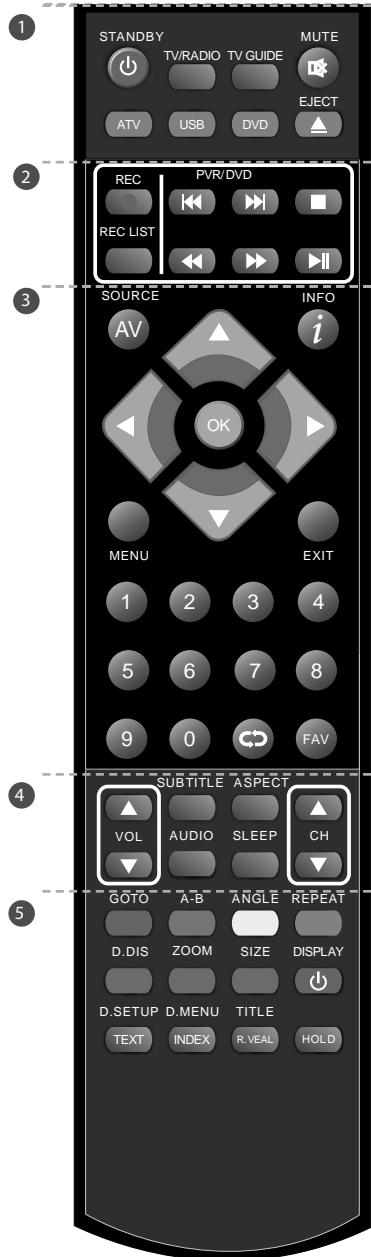 1
STANDBY MUTE
TV/RADIO TV GUIDE
EJECT
ATV USB DVD
2
REC PVR/DVD
REC LIST
3
SOURCE INFO
AV i
OK
MENU EXIT
1 2 3 4
5 6 7 8
9 0 FAV
4
SUBTITLE ASPECT
VOL AUDIO SLEEP CH
5
GOTO A-B ANGLE REPEAT
D.DIS ZOOM SIZE DISPLAY
D.SETUP D.MENU TITLE
TEXT INDEX R.VEAL HOLD